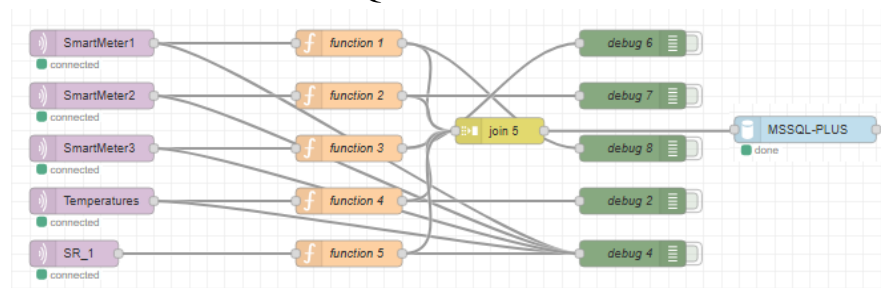 SmartMeter1 function 1 debug 6
connected
SmartMeter2 function 2 debug 7
connected
join 5 MSSQL-PLUS
SmartMeter3 function 3 debug 8 done
connected
Temperatures function 4 debug 2
connected
SR_1 function 5 debug 4
connected